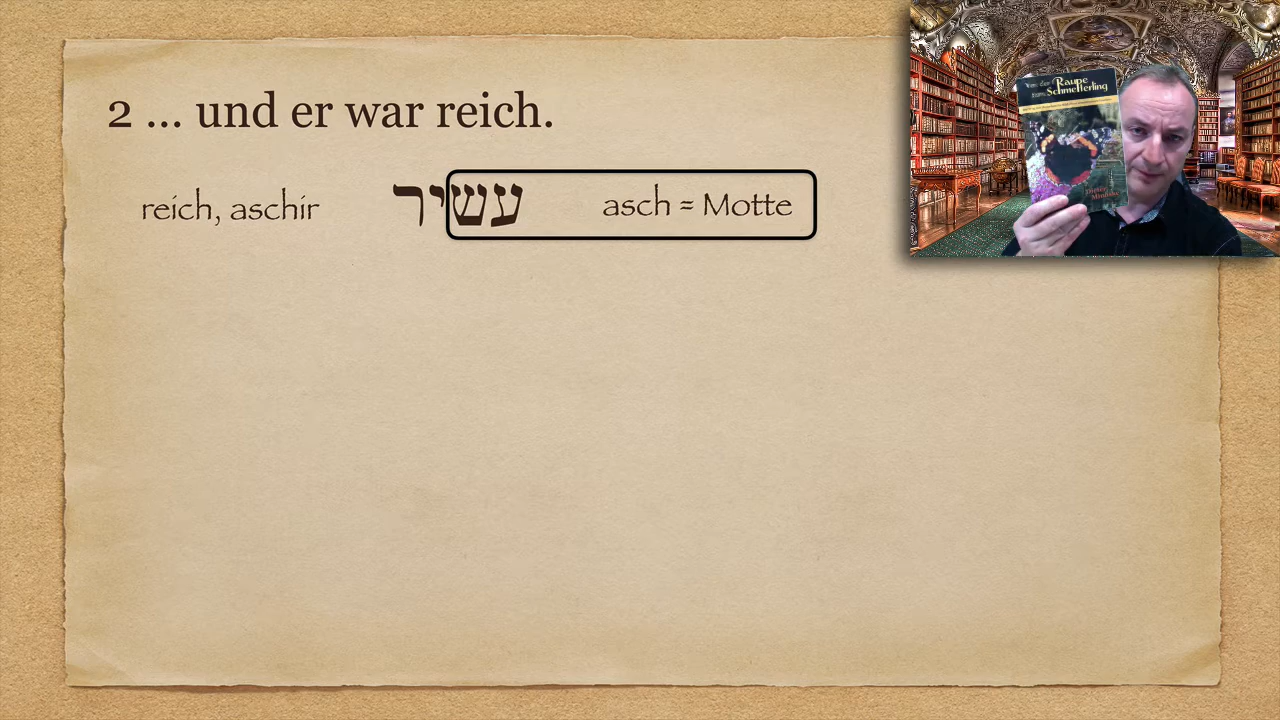 2 ... und er war reich.
reich, aschir עשיר asch = Motte
Von der Raupe
zum Schmetterling